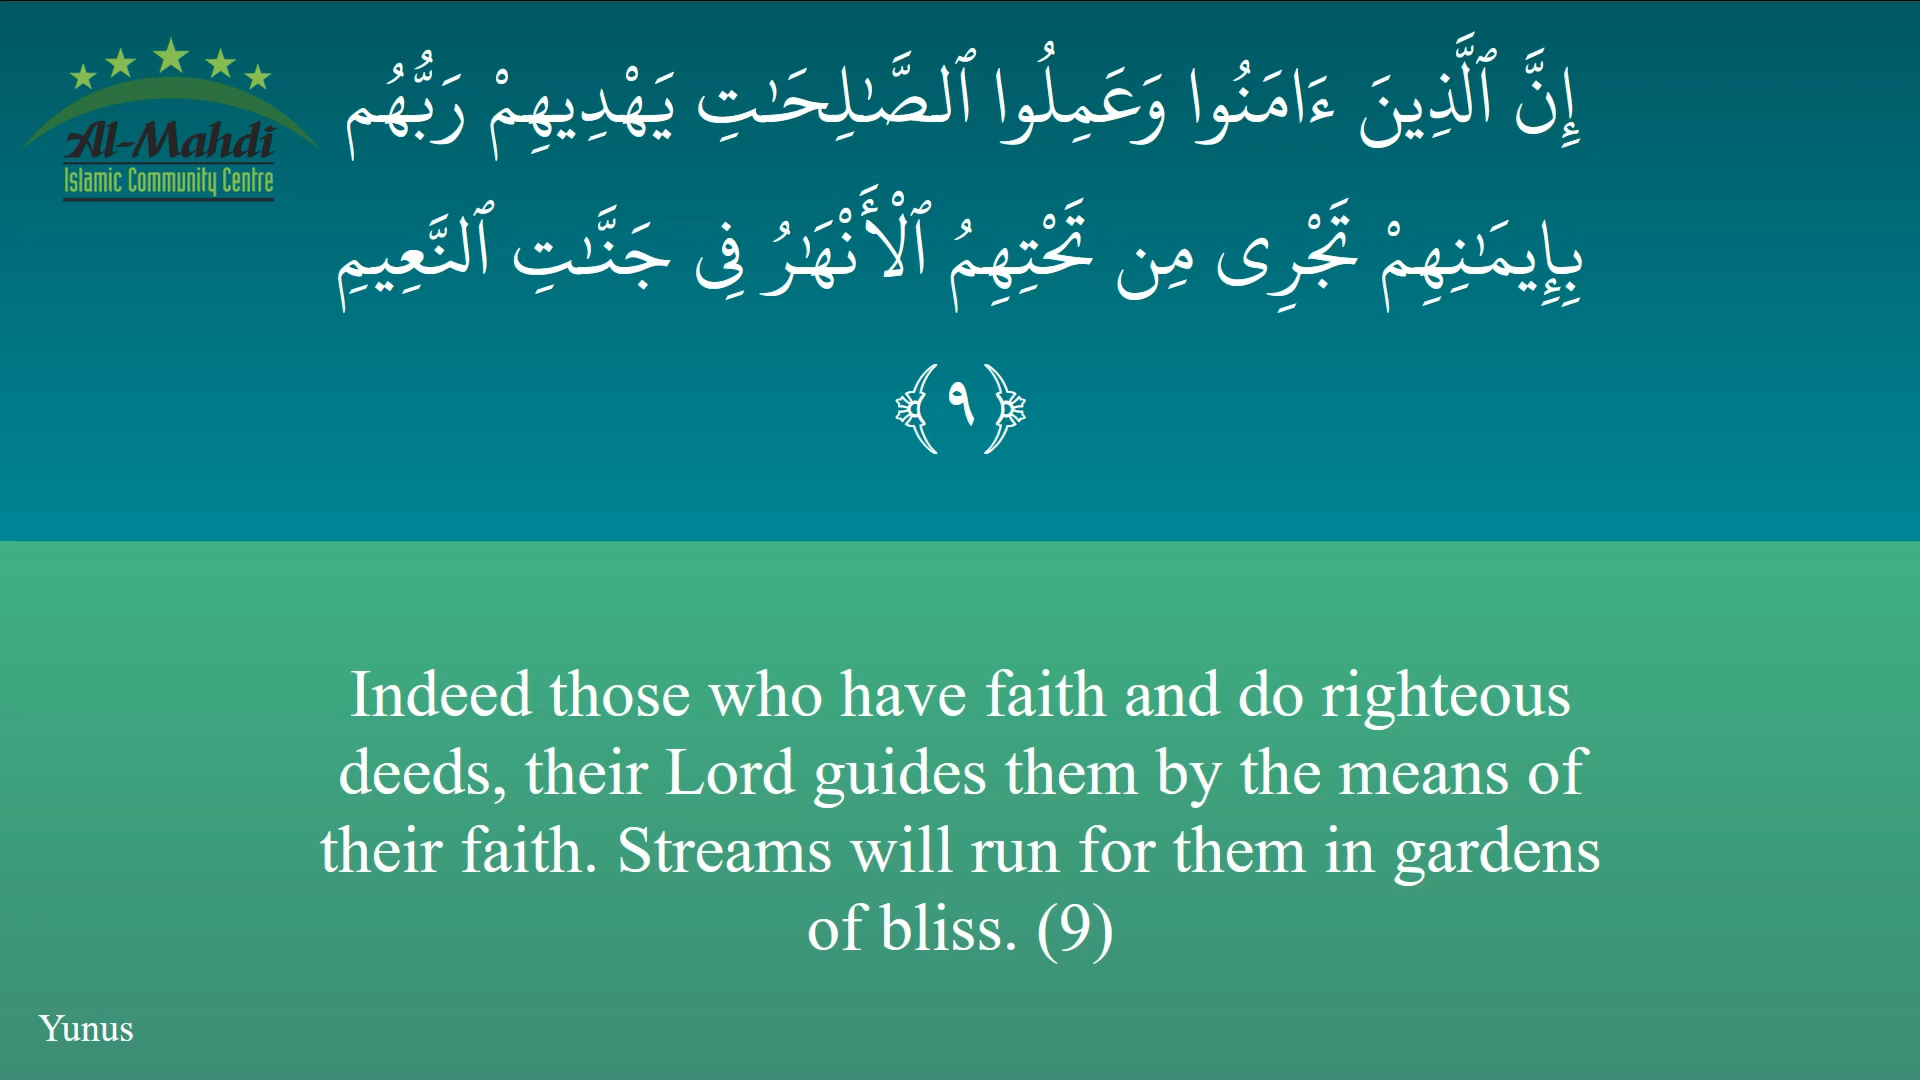 Al-Mahdi
Islamic Community Centre
إِنَّ ٱلَّذِينَ ءَامَنُوا وَعَمِلُوا ٱلصَّـٰلِحَـٰتِ يَهْدِيهِمْ رَبُّهُم
بِإِيمَـٰنِهِمْ تَجْرِى مِن تَحْتِهِمُ ٱلْأَنْهَـٰرُ فِى جَنَّـٰتِ ٱلنَّعِيمِ
﴿٩﴾
Indeed those who have faith and do righteous
deeds, their Lord guides them by the means of
their faith. Streams will run for them in gardens
of bliss. (9)
Yunus